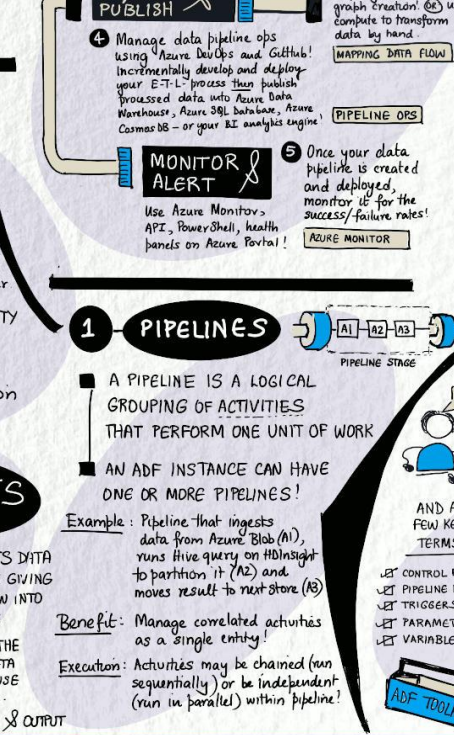 PUBLISH
4 Manage data pipeline ops
using Azure DevOps and GitHub!
Incrementally develop and deploy
your E-T-L- process then publish
processed data into Azure Data
Warehouse, Azure SQL Database, Azure
Cosmos DB – or your BI analytics engine!
graph creation. OR u
compute to transform
data by hand.
MAPPING DATA FLOW
PIPELINE OPS
MONITOR &
ALERT
Use Azure Monitor,
API, PowerShell, health
panels on Azure Portal!
5 Once your data
pipeline is created
and deployed,
monitor it for the
success/failure rates!
AZURE MONITOR
r
TY
on
S
S DATA
GIVING
W INTO
THE
TA
USE
& OUTPUT
1 PIPELINES
A1 A2 A3
PIPELINE STAGE
A PIPELINE IS A LOGICAL
GROUPING OF ACTIVITIES
THAT PERFORM ONE UNIT OF WORK
AN ADF INSTANCE CAN HAVE
ONE OR MORE PIPELINES!
Example: Pipeline that ingests
data from Azure Blob (A1),
runs Hive query on HDInsight
to partition it (A2) and
moves result to next store (A3)
Benefit: Manage correlated activities
as a single entity!
Execution: Activities may be chained (run
sequentially) or be independent
(run in parallel) within pipeline!
AND A
FEW KE
TERMS
CONTROL F
PIPELINE
TRIGGERS
PARAMET
VARIABLE
ADF TOOL